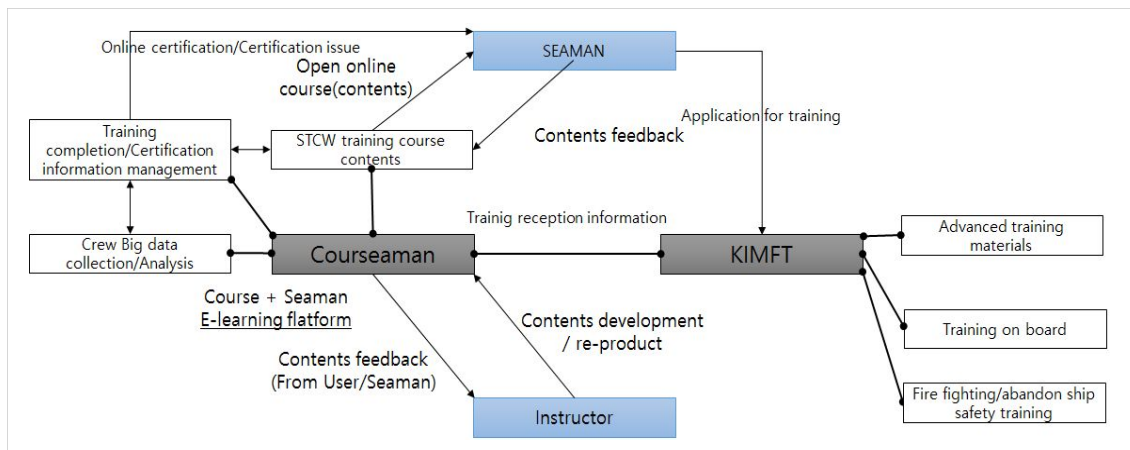 Online certification/Certification issue
SEAMAN
Open online
course(contents)
Application for training
Training
completion/Certification
information management
STCW training course
contents
Contents feedback
Trainig reception information
Crew Big data
collection/Analysis
Courseaman
KIMFT
Advanced training
materials
Course + Seaman
E-learning flatform
Contents development
/ re-product
Training on board
Contents feedback
(From User/Seaman)
Instructor
Fire fighting/abandon ship
safety training